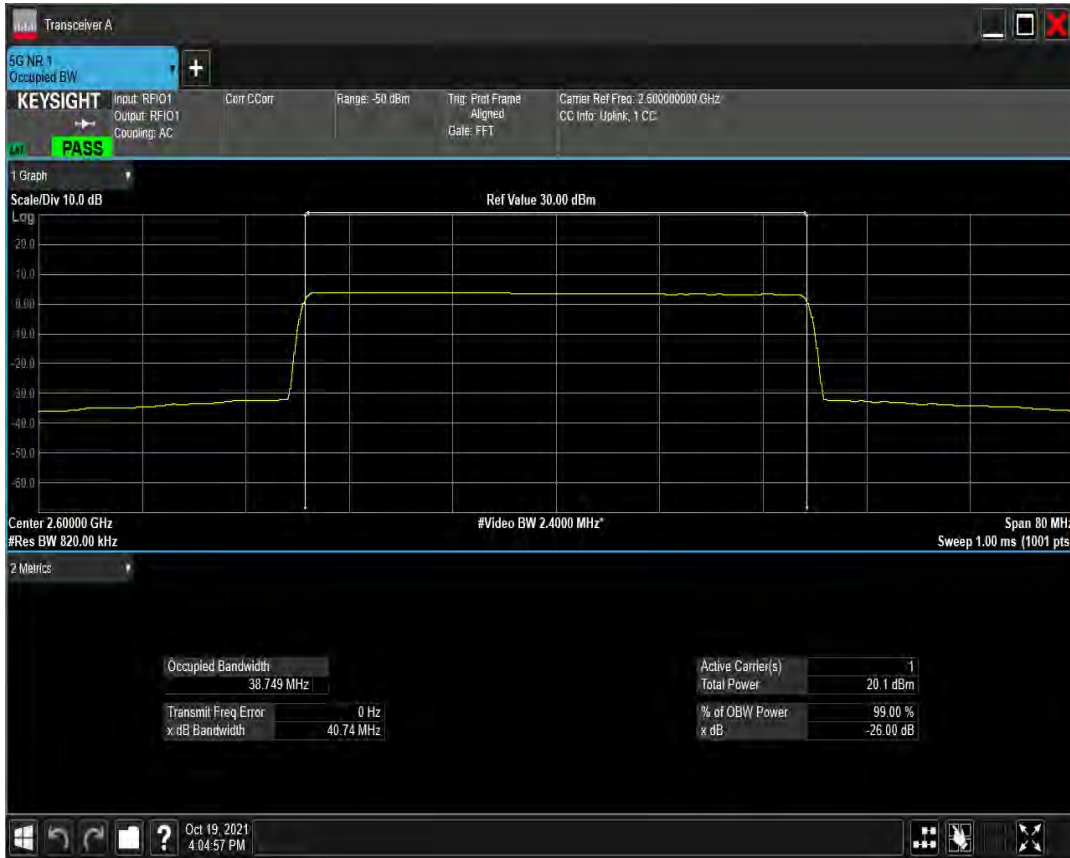 Transceiver A
5G NR 1
Occupied BW
+
KEYSIGHT
Input: RFIO1
Output: RFIO1
Coupling: AC
Corr CCorr
Range: -50 dBm
Trig: Prot Frame
Aligned
Gate: FFT
Carrier Ref Freq: 2.600000000 GHz
CC Info: Uplink, 1 CC
PASS
1 Graph
Scale/Div 10.0 dB
Ref Value 30.00 dBm
Log
20.0
10.0
0.00
-10.0
-20.0
-30.0
-40.0
-50.0
-60.0
Center 2.60000 GHz
#Video BW 2.4000 MHz*
Span 80 MHz
#Res BW 820.00 kHz
Sweep 1.00 ms (1001 pts
2 Metrics
Occupied Bandwidth
38.749 MHz
Transmit Freq Error 0 Hz
x dB Bandwidth 40.74 MHz
Active Carrier(s) 1
Total Power 20.1 dBm
% of OBW Power 99.00 %
x dB -26.00 dB
?
Oct 19, 2021
4:04:57 PM